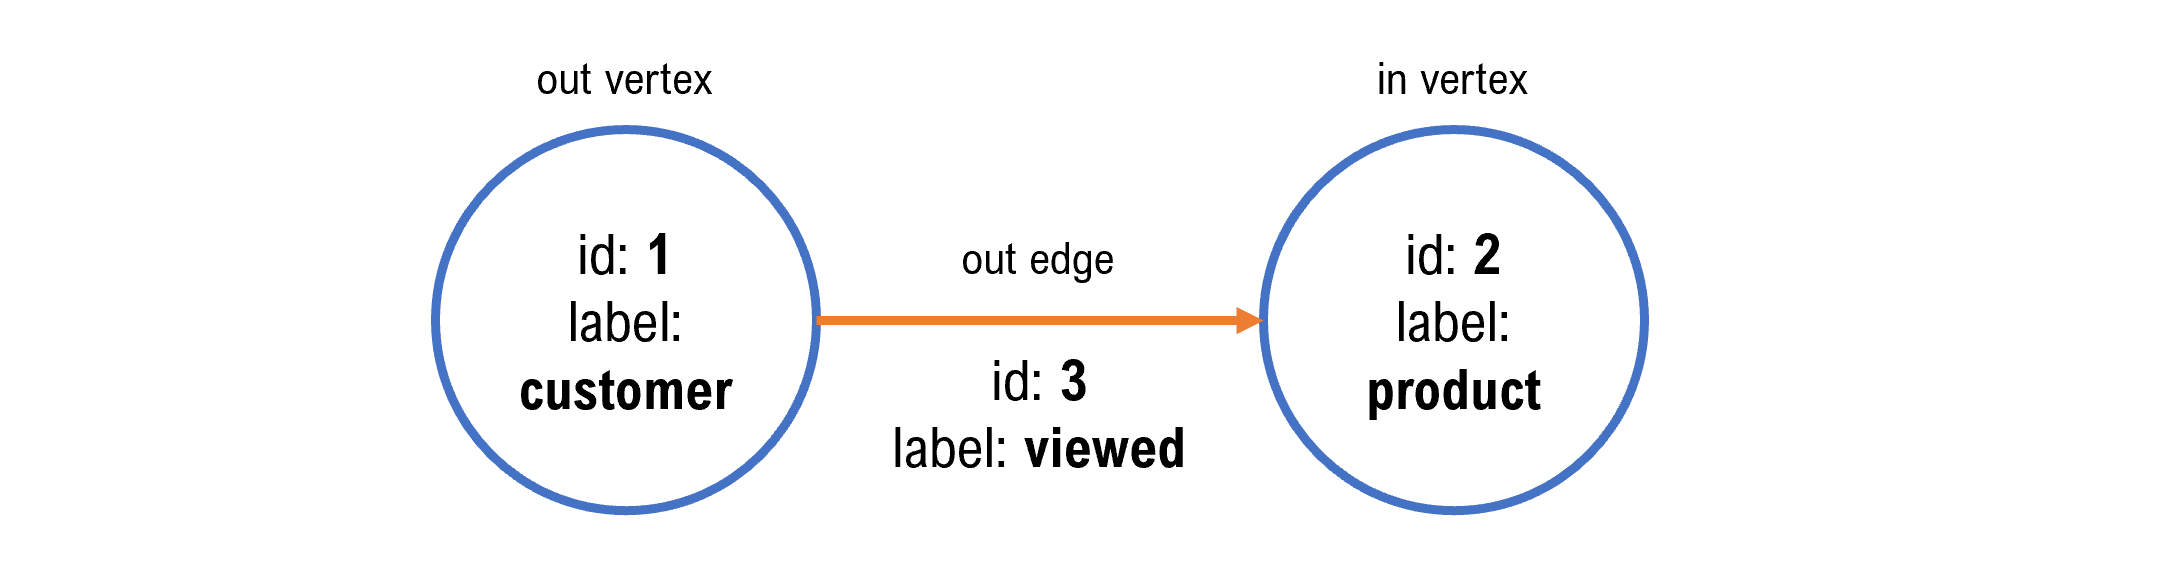 out vertex
id: 1
label:
customer
out edge
id: 3
label: viewed
in vertex
id: 2
label:
product